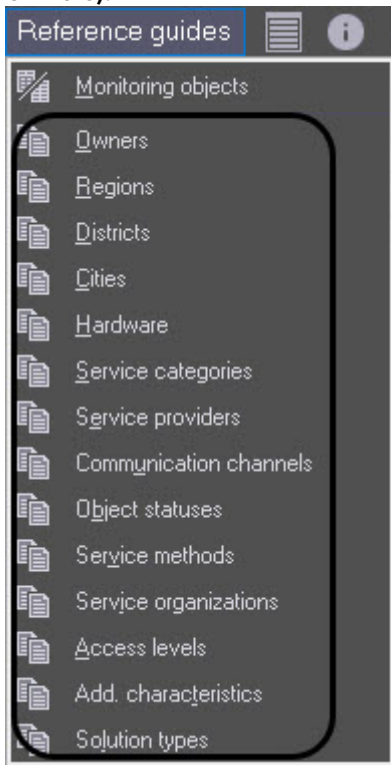 Reference guides
Monitoring objects
Owners
Regions
Districts
Cities
Hardware
Service categories
Service providers
Communication channels
Object statuses
Service methods
Service organizations
Access levels
Add. characteristics
Solution types